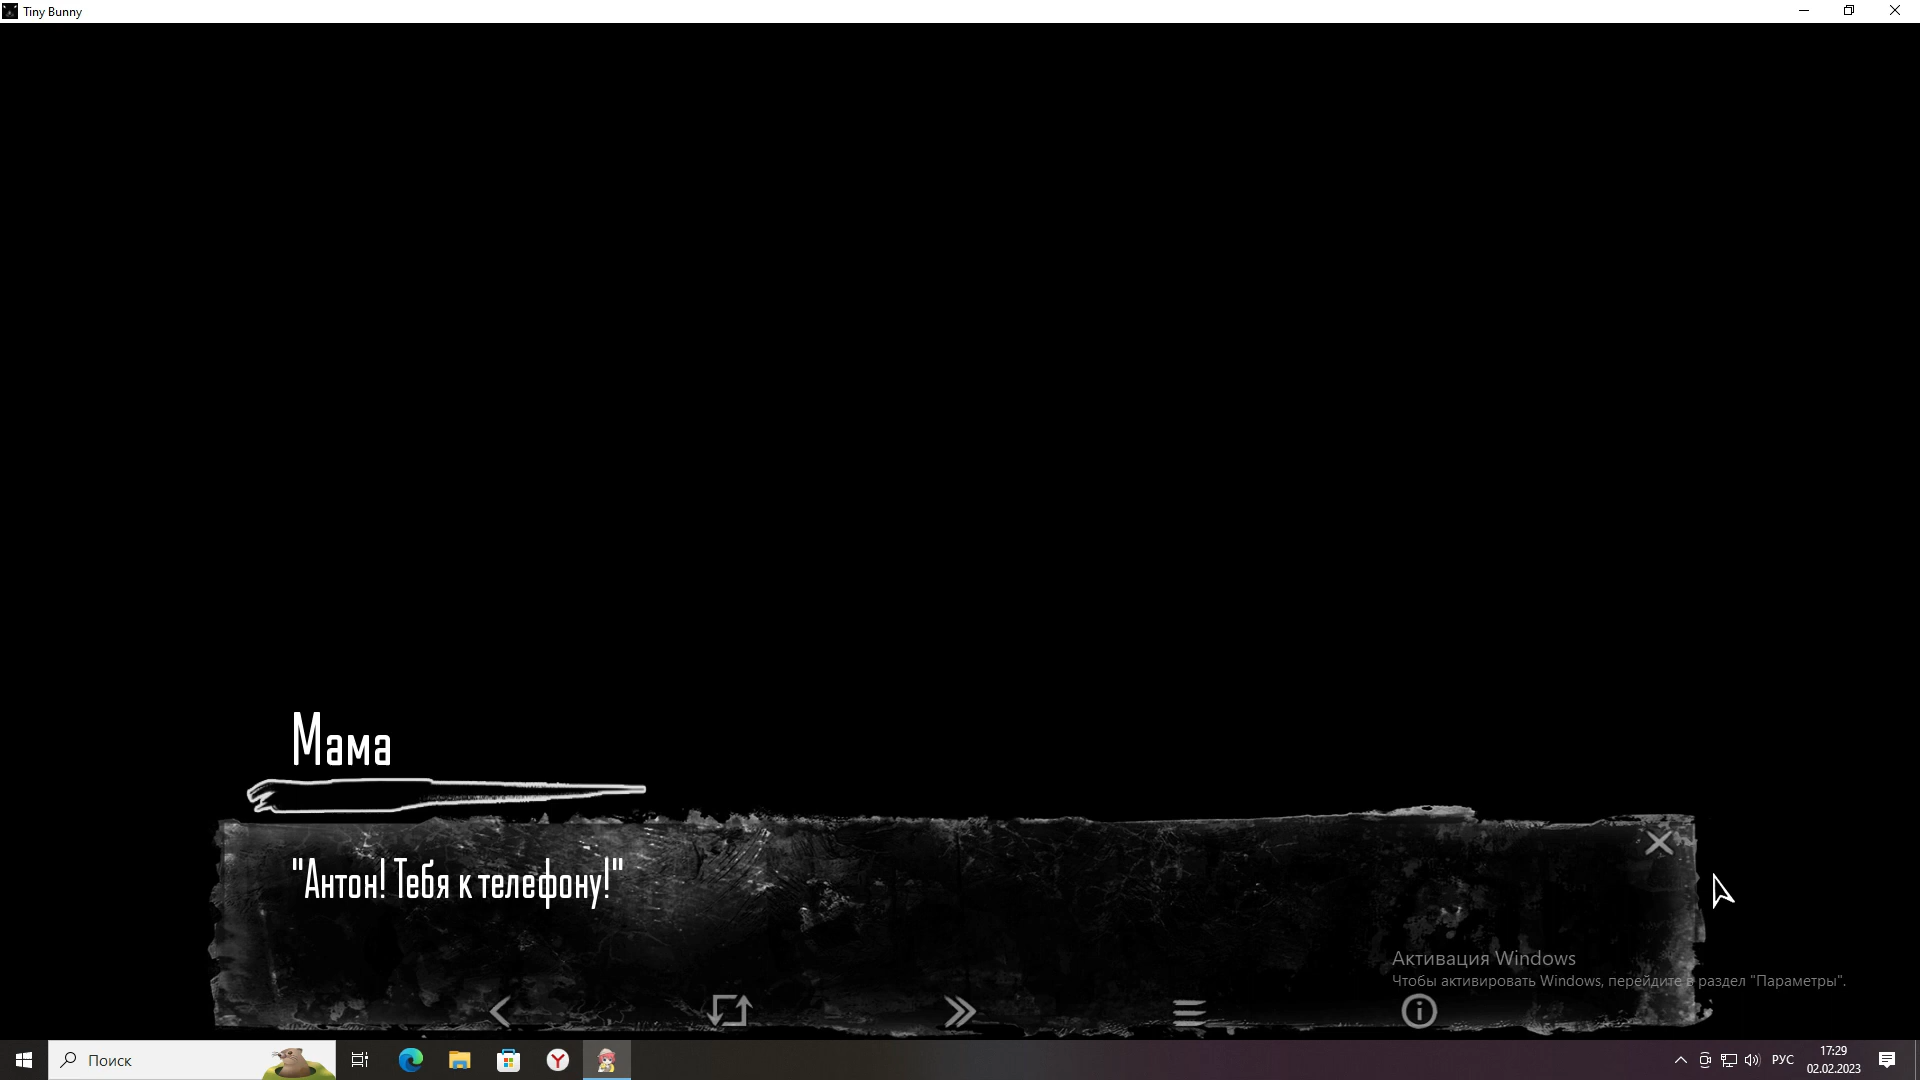 Tiny Bunny
Мама
"Антон! Тебя к телефону!"
Активация Windows
Чтобы активировать Windows, перейдите в раздел "Параметры".
Поиск
РУС
17:29
02.02.2023